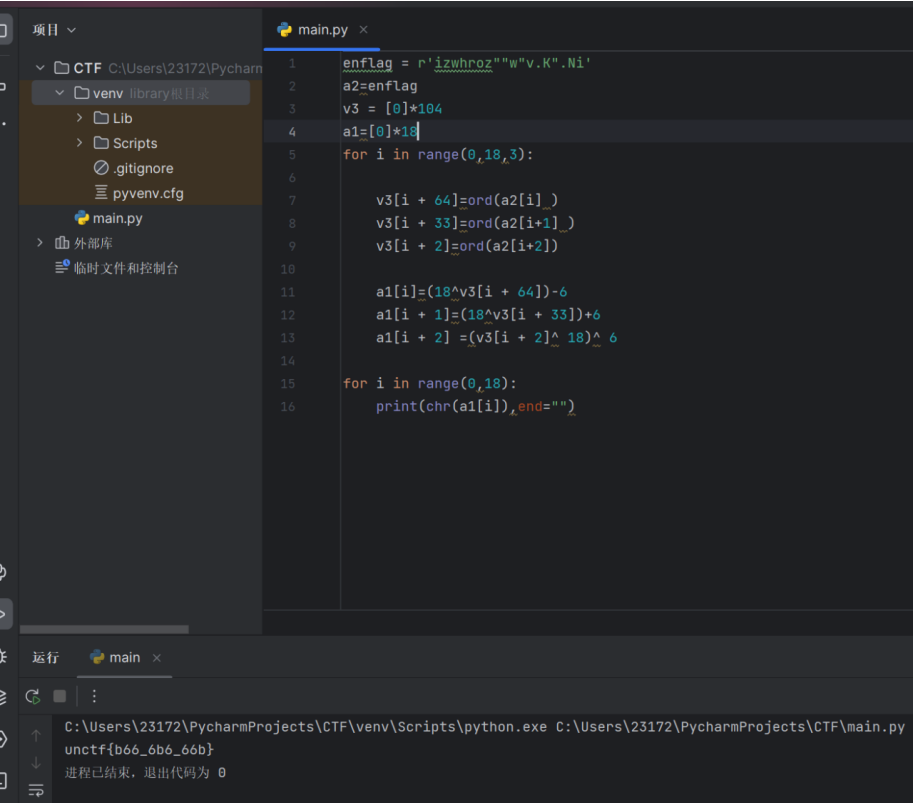 项目
main.py
CTF C:\Users\23172\Pycharm
venv library根目录
Lib
Scripts
.gitignore
pyvenv.cfg
main.py
外部库
临时文件和控制台
1 enflag = r'izwhroz""w"v.K".Ni'
2 a2=enflag
3 v3 = [0]*104
4 a1=[0]*18
5 for i in range(0,18,3):
6
7 v3[i + 64]=ord(a2[i] )
8 v3[i + 33]=ord(a2[i+1] )
9 v3[i + 2]=ord(a2[i+2])
10
11 a1[i]=(18^v3[i + 64])-6
12 a1[i + 1]=(18^v3[i + 33])+6
13 a1[i + 2] =(v3[i + 2]^ 18)^ 6
14
15 for i in range(0,18):
16 print(chr(a1[i]),end="")
运行
main
C:\Users\23172\PycharmProjects\CTF\venv\Scripts\python.exe C:\Users\23172\PycharmProjects\CTF\main.py
unctf{b66_6b6_66b}
进程已结束，退出代码为 0